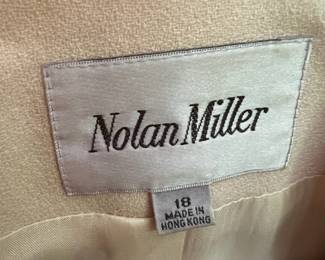 Nolan Miller
18
MADE IN
HONG KONG